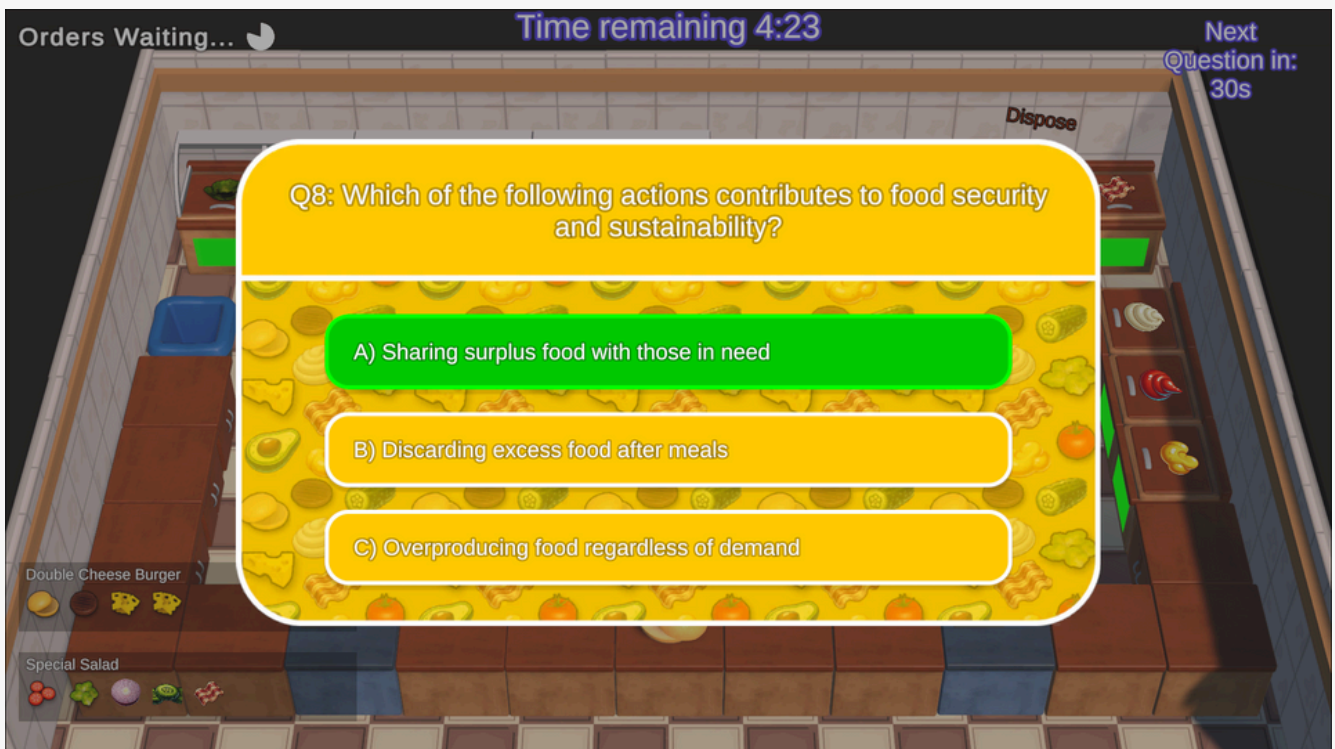 Orders Waiting...
Time remaining 4:23
Next
Question in:
30s
Dispose
Q8: Which of the following actions contributes to food security
and sustainability?
A) Sharing surplus food with those in need
B) Discarding excess food after meals
C) Overproducing food regardless of demand
Double Cheese Burger
Special Salad